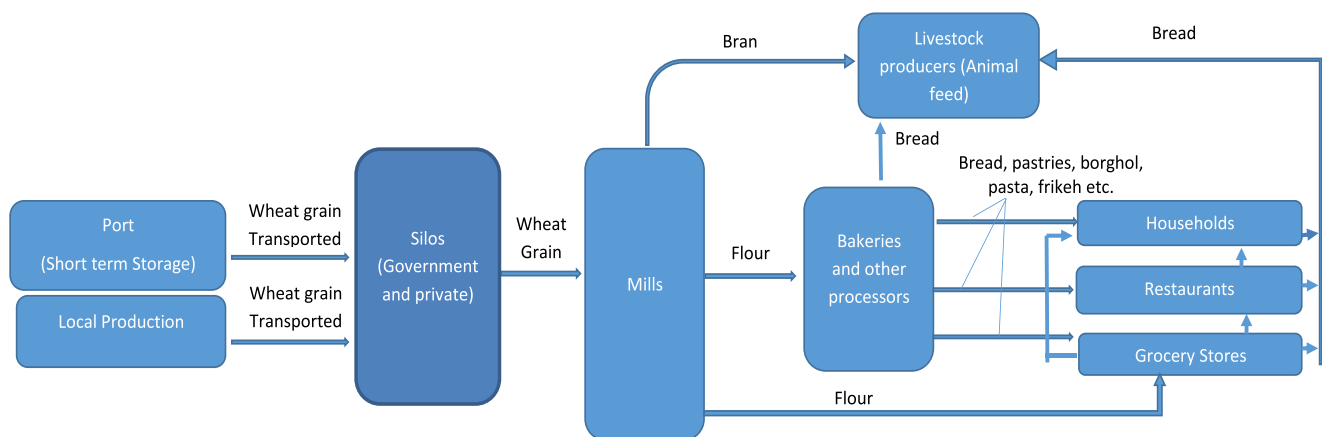 Port
(Short term Storage)
Local Production
Wheat grain
Transported
Wheat grain
Transported
Silos
(Government
and private)
Wheat
Grain
Mills
Bran
Flour
Flour
Livestock
producers (Animal
feed)
Bread
Bread
Bakeries
and other
processors
Bread, pastries, borghol,
pasta, frikeh etc.
Households
Restaurants
Grocery Stores